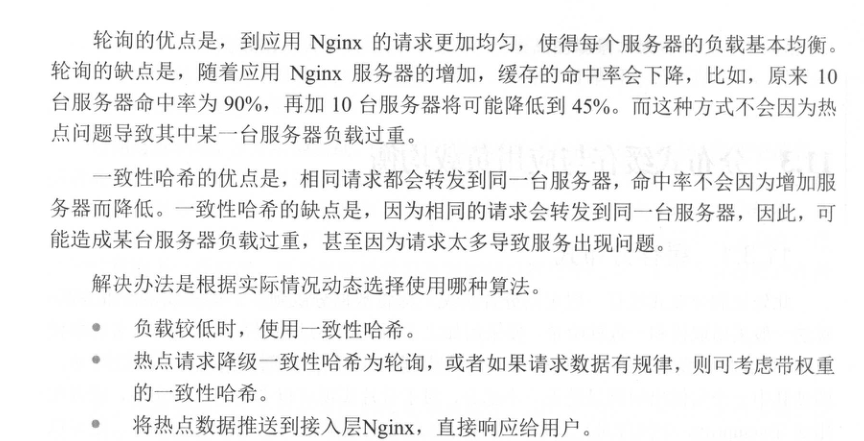 轮询的优点是，到应用 Nginx 的请求更加均匀，使得每个服务器的负载基本均衡。
轮询的缺点是，随着应用 Nginx 服务器的增加，缓存的命中率会下降，比如，原来 10
台服务器命中率为 90%，再加 10 台服务器将可能降低到 45%。而这种方式不会因为热
点问题导致其中某一台服务器负载过重。
一致性哈希的优点是，相同请求都会转发到同一台服务器，命中率不会因为增加服
务器而降低。一致性哈希的缺点是，因为相同的请求会转发到同一台服务器，因此，可
能造成某台服务器负载过重，甚至因为请求太多导致服务出现问题。
解决办法是根据实际情况动态选择使用哪种算法。
● 负载较低时，使用一致性哈希。
● 热点请求降级一致性哈希为轮询，或者如果请求数据有规律，则可考虑带权重
的一致性哈希。
● 将热点数据推送到接入层Nginx，直接响应给用户。